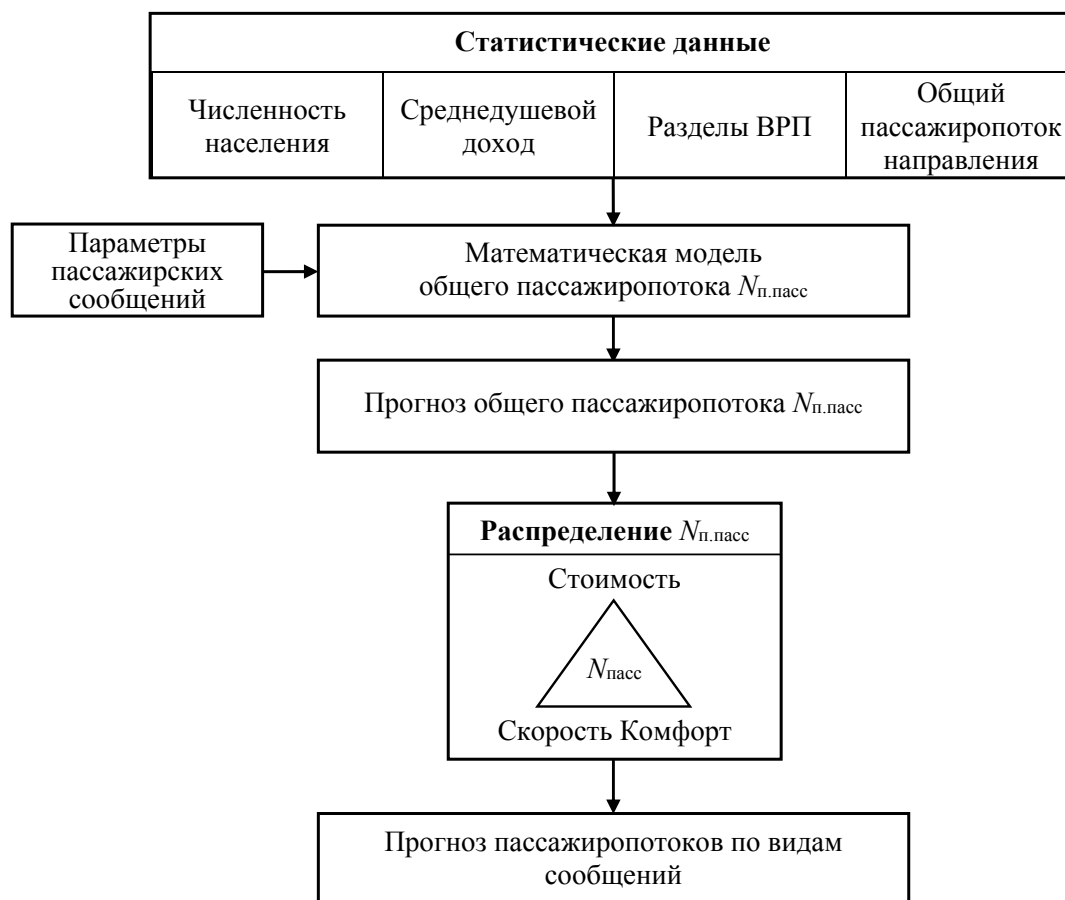 Статистические данные
Численность
населения
Среднедушевой
доход
Разделы ВРП
Общий
пассажиропоток
направления
Параметры
пассажирских
сообщений
Математическая модель
общего пассажиропотока Nп.пасс
Прогноз общего пассажиропотока Nп.пасс
Распределение Nп.пасс
Стоимость
Nпасс
Скорость Комфорт
Прогноз пассажиропотоков по видам
сообщений